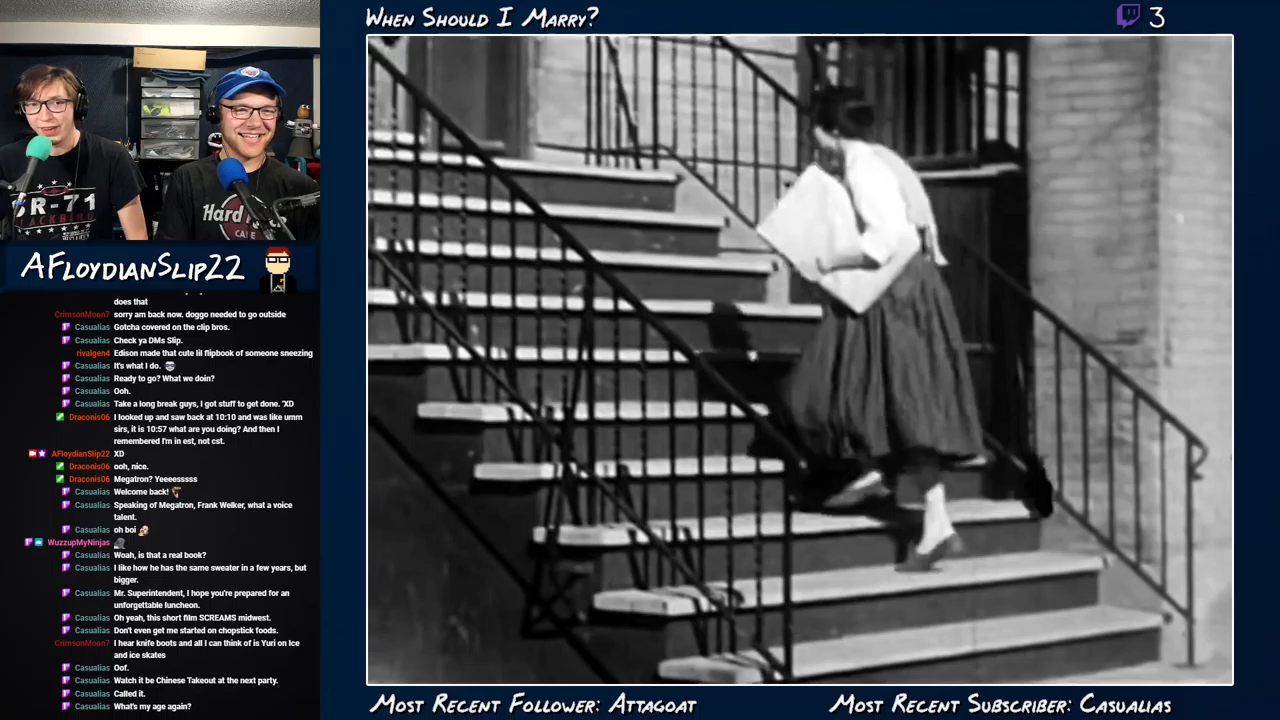 When Should I Marry?
3
SR-71
BLACKBIRD
Hard Rock
CAFE
AFloydianSlip22
does that
CrimsonMoon7 sorry am back now. doggo needed to go outside
Casualias Gotcha covered on the clip bros.
Casualias Check ya DMs Slip.
rivalgen4 Edison made that cute lil flipbook of someone sneezing
Casualias It's what I do.
Casualias Ready to go? What we doin?
Casualias Ooh.
Casualias Take a long break guys, I got stuff to get done. 'XD
Draconis06 I looked up and saw back at 10:10 and was like umm
sirs, it is 10:57 what are you doing? And then I
remembered I'm in est, not cst.
AFloydianSlip22 XD
Draconis06 ooh, nice.
Draconis06 Megatron? Yeeeesssss
Casualias Welcome back!
Casualias Speaking of Megatron, Frank Welker, what a voice
talent.
Casualias oh boi
WuzzupMyNinjas
Casualias Woah, is that a real book?
Casualias I like how he has the same sweater in a few years, but
bigger.
Casualias Mr. Superintendent, I hope you're prepared for an
unforgettable luncheon.
Casualias Oh yeah, this short film SCREAMS midwest.
Casualias Don't even get me started on chopstick foods.
CrimsonMoon7 I hear knife boots and all I can think of is Yuri on Ice
and ice skates
Casualias Oof.
Casualias Watch it be Chinese Takeout at the next party.
Casualias Called it.
Casualias What's my age again?
Most Recent Follower: Attagoat
Most Recent Subscriber: Casualias